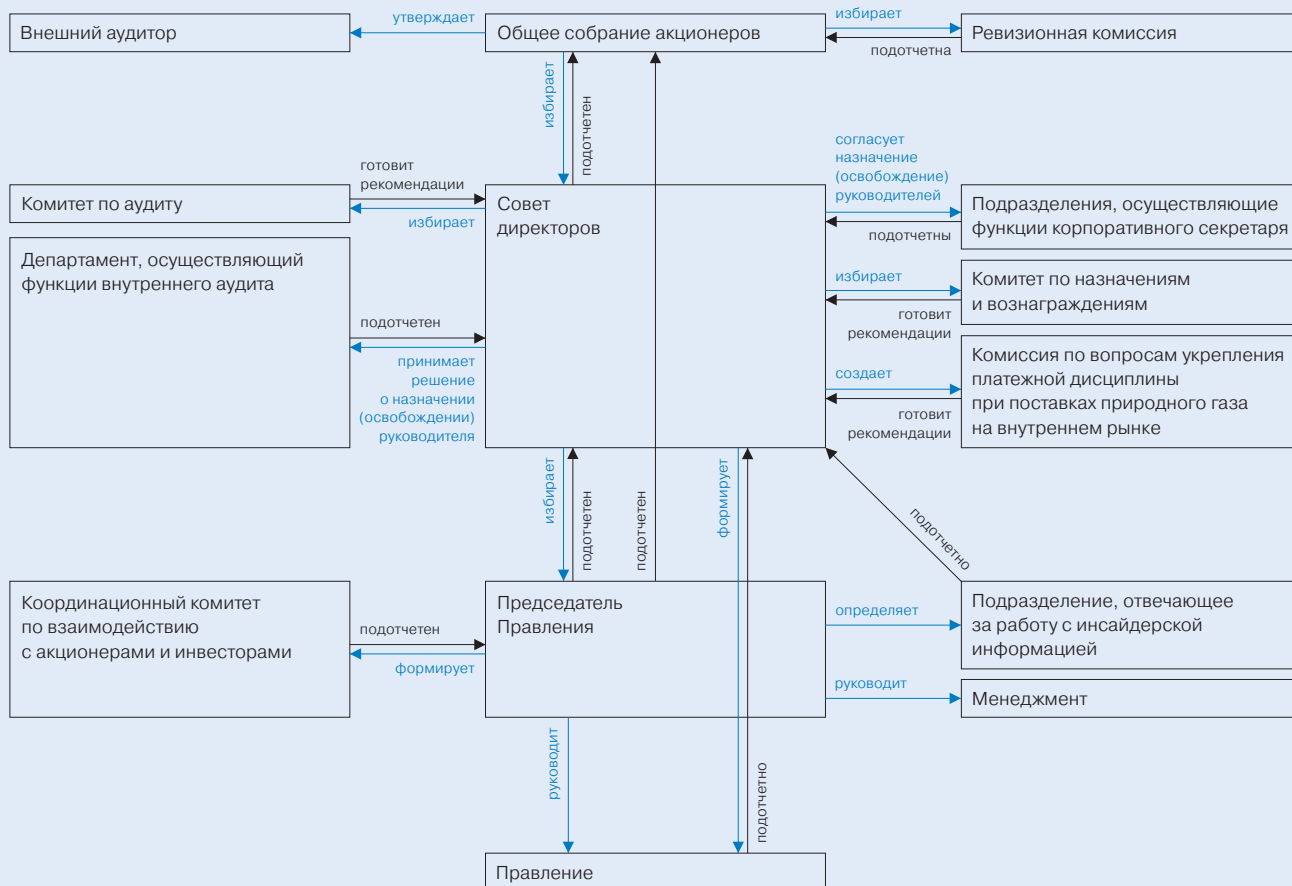 утверждает
избирает
Внешний аудитор
Общее собрание акционеров
Ревизионная комиссия
подотчетна
избирает
подотчетен
готовит
рекомендации
согласует
назначение
(освобождение)
руководителей
Комитет по аудиту
избирает
Совет
директоров
Подразделения, осуществляющие
функции корпоративного секретаря
подотчетны
Департамент, осуществляющий
функции внутреннего аудита
избирает
Комитет по назначениям
и вознаграждениям
готовит
рекомендации
подотчетен
принимает
решение
о назначении
(освобождении)
руководителя
создает
Комиссия по вопросам укрепления
платежной дисциплины
при поставках природного газа
на внутреннем рынке
готовит
рекомендации
избирает
подотчетен
подотчетен
формирует
подотчетно
Координационный комитет
по взаимодействию
с акционерами и инвесторами
подотчетен
формирует
Председатель
Правления
определяет
Подразделение, отвечающее
за работу с инсайдерской
информацией
руководит
Менеджмент
руководит
подотчетно
Правление